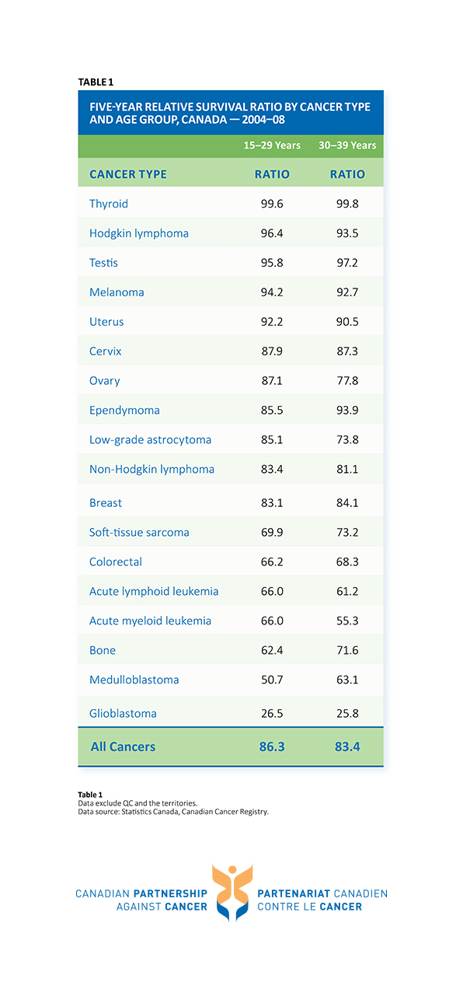 TABLE 1
FIVE-YEAR RELATIVE SURVIVAL RATIO BY CANCER TYPE
AND AGE GROUP, CANADA — 2004–08
15–29 Years 30–39 Years
CANCER TYPE RATIO RATIO
Thyroid 99.6 99.8
Hodgkin lymphoma 96.4 93.5
Testis 95.8 97.2
Melanoma 94.2 92.7
Uterus 92.2 90.5
Cervix 87.9 87.3
Ovary 87.1 77.8
Ependymoma 85.5 93.9
Low-grade astrocytoma 85.1 73.8
Non-Hodgkin lymphoma 83.4 81.1
Breast 83.1 84.1
Soft-tissue sarcoma 69.9 73.2
Colorectal 66.2 68.3
Acute lymphoid leukemia 66.0 61.2
Acute myeloid leukemia 66.0 55.3
Bone 62.4 71.6
Medulloblastoma 50.7 63.1
Glioblastoma 26.5 25.8
All Cancers 86.3 83.4
Table 1
Data exclude QC and the territories.
Data source: Statistics Canada, Canadian Cancer Registry.
CANADIAN PARTNERSHIP
AGAINST CANCER
PARTENARIAT CANADIEN
CONTRE LE CANCER